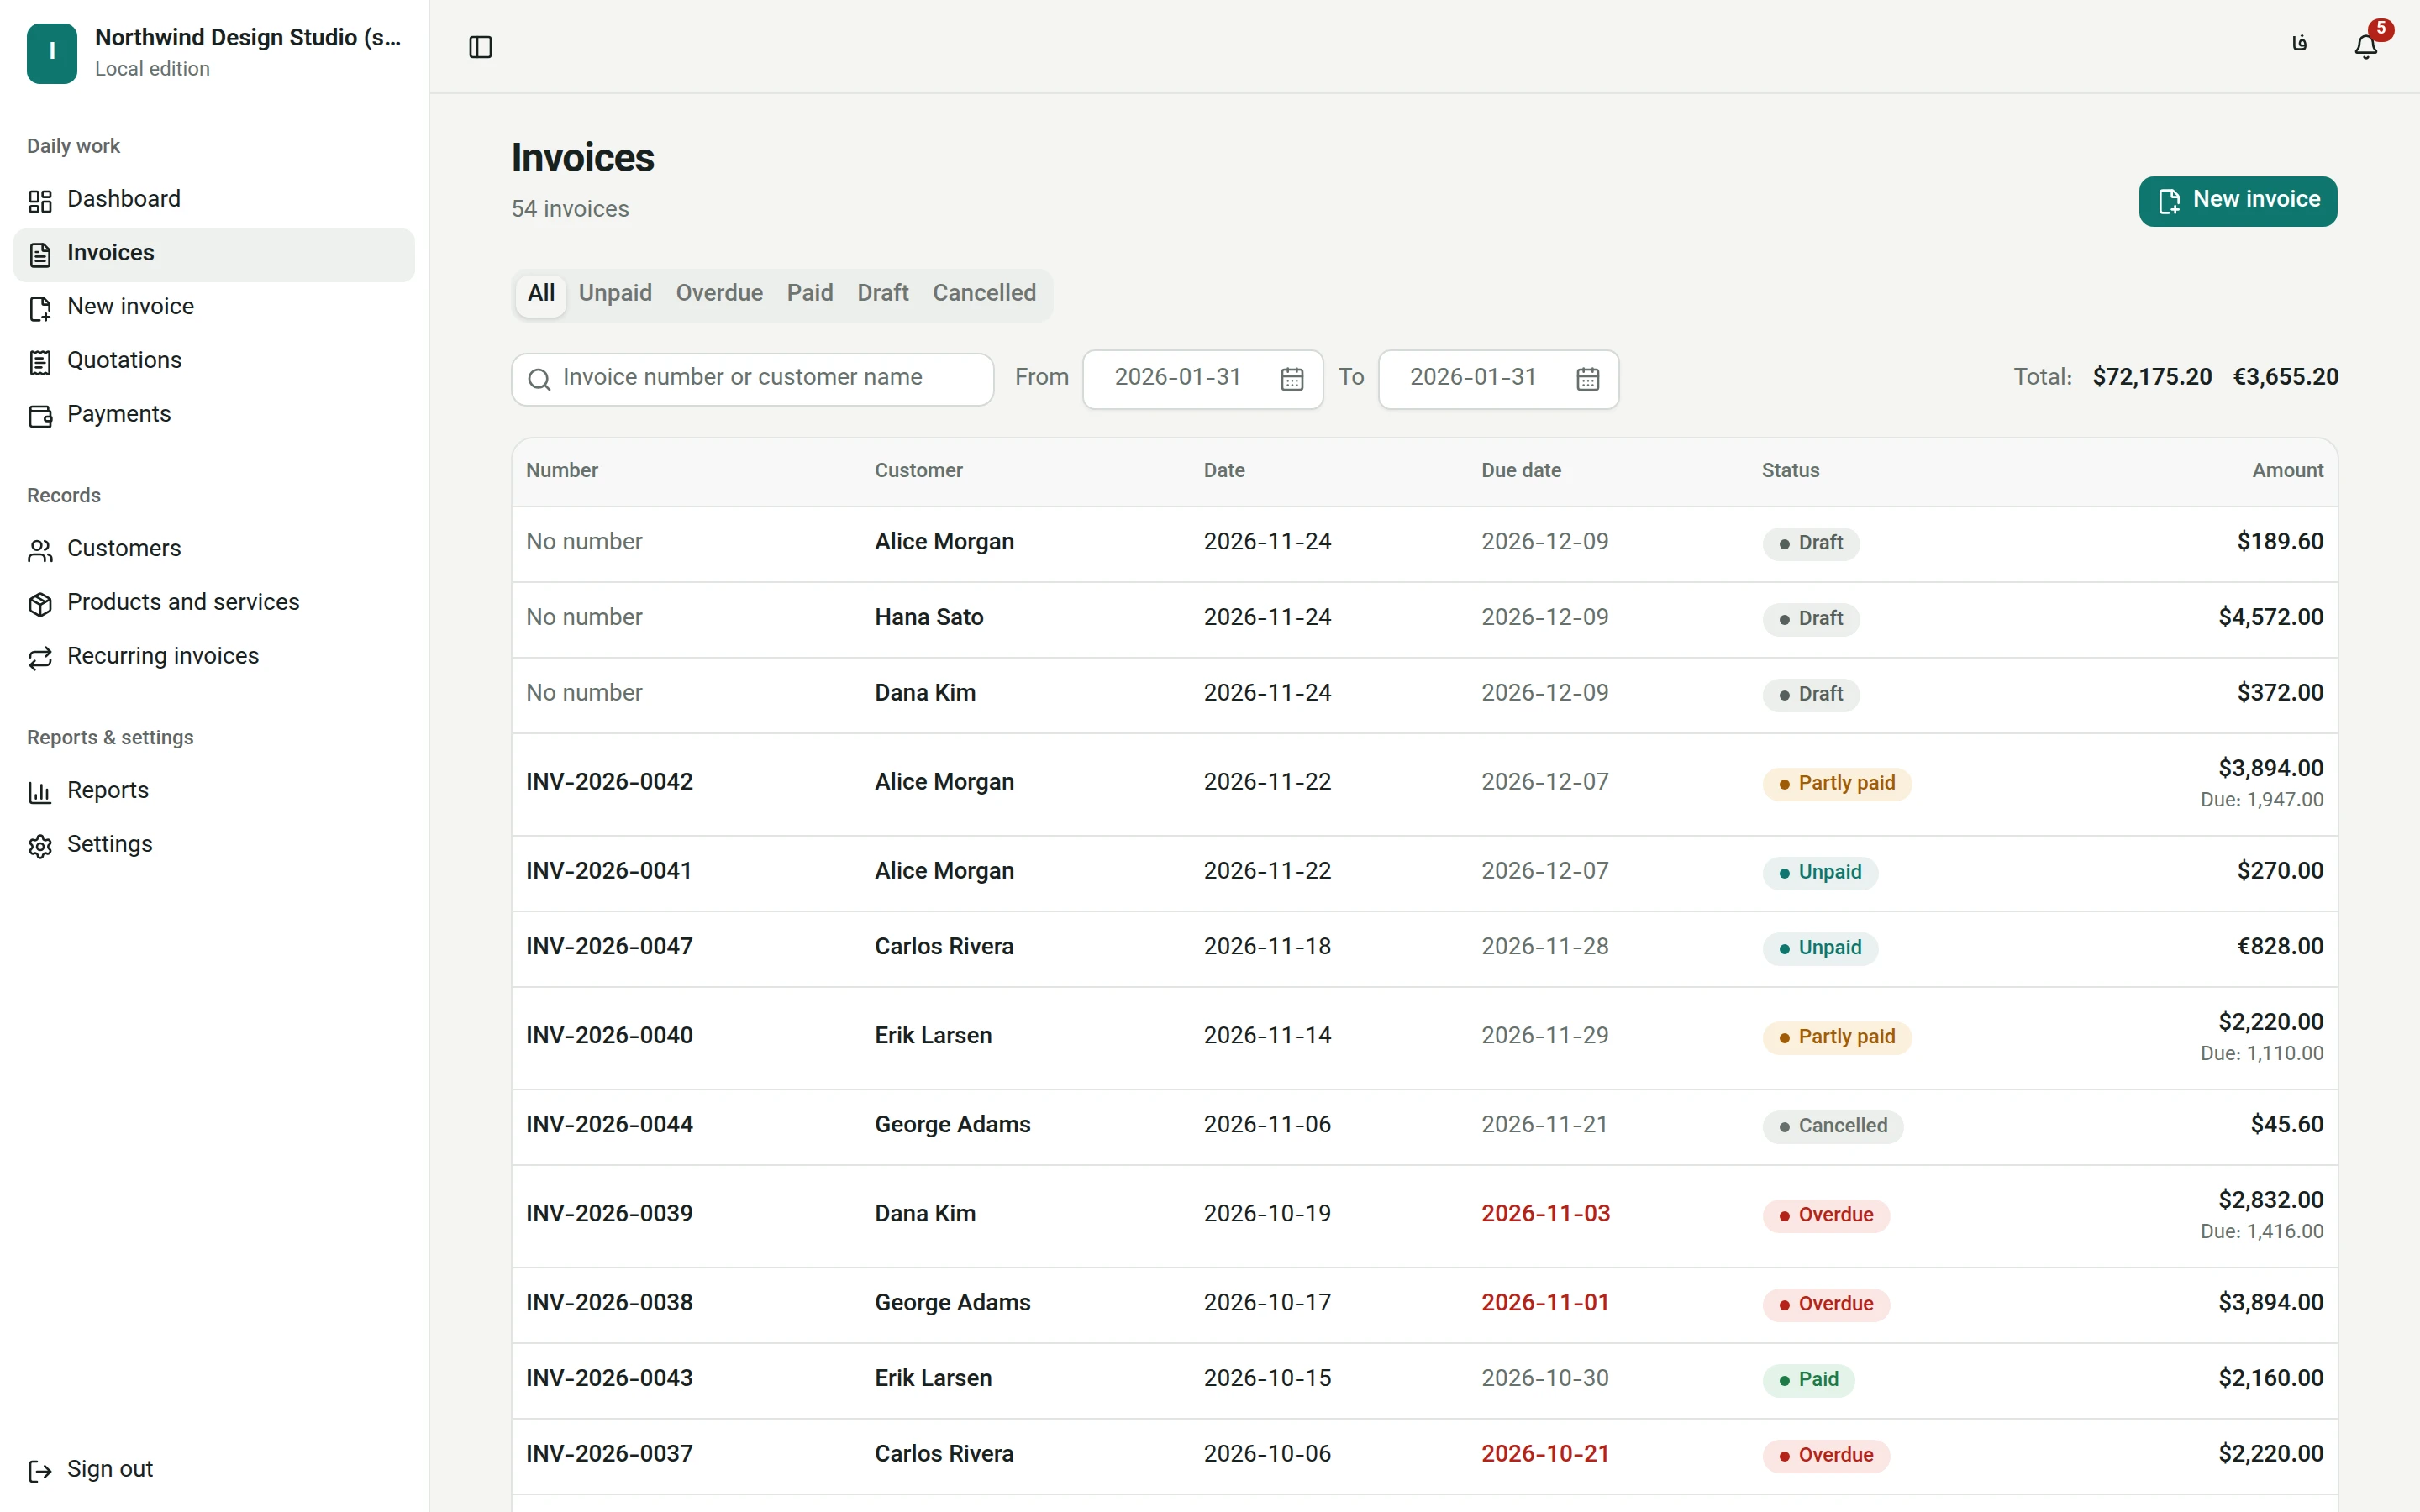 I
Northwind Design Studio (s...
Local edition
Daily work
Dashboard
Invoices
New invoice
Quotations
Payments
Records
Customers
Products and services
Recurring invoices
Reports & settings
Reports
Settings
Sign out
فا
5
Invoices
54 invoices
New invoice
All Unpaid Overdue Paid Draft Cancelled
Invoice number or customer name From 2026-01-31 To 2026-01-31 Total: $72,175.20 €3,655.20
Number Customer Date Due date Status Amount
No number Alice Morgan 2026-11-24 2026-12-09 Draft $189.60
No number Hana Sato 2026-11-24 2026-12-09 Draft $4,572.00
No number Dana Kim 2026-11-24 2026-12-09 Draft $372.00
INV-2026-0042 Alice Morgan 2026-11-22 2026-12-07 Partly paid $3,894.00
Due: 1,947.00
INV-2026-0041 Alice Morgan 2026-11-22 2026-12-07 Unpaid $270.00
INV-2026-0047 Carlos Rivera 2026-11-18 2026-11-28 Unpaid €828.00
INV-2026-0040 Erik Larsen 2026-11-14 2026-11-29 Partly paid $2,220.00
Due: 1,110.00
INV-2026-0044 George Adams 2026-11-06 2026-11-21 Cancelled $45.60
INV-2026-0039 Dana Kim 2026-10-19 2026-11-03 Overdue $2,832.00
Due: 1,416.00
INV-2026-0038 George Adams 2026-10-17 2026-11-01 Overdue $3,894.00
INV-2026-0043 Erik Larsen 2026-10-15 2026-10-30 Paid $2,160.00
INV-2026-0037 Carlos Rivera 2026-10-06 2026-10-21 Overdue $2,220.00